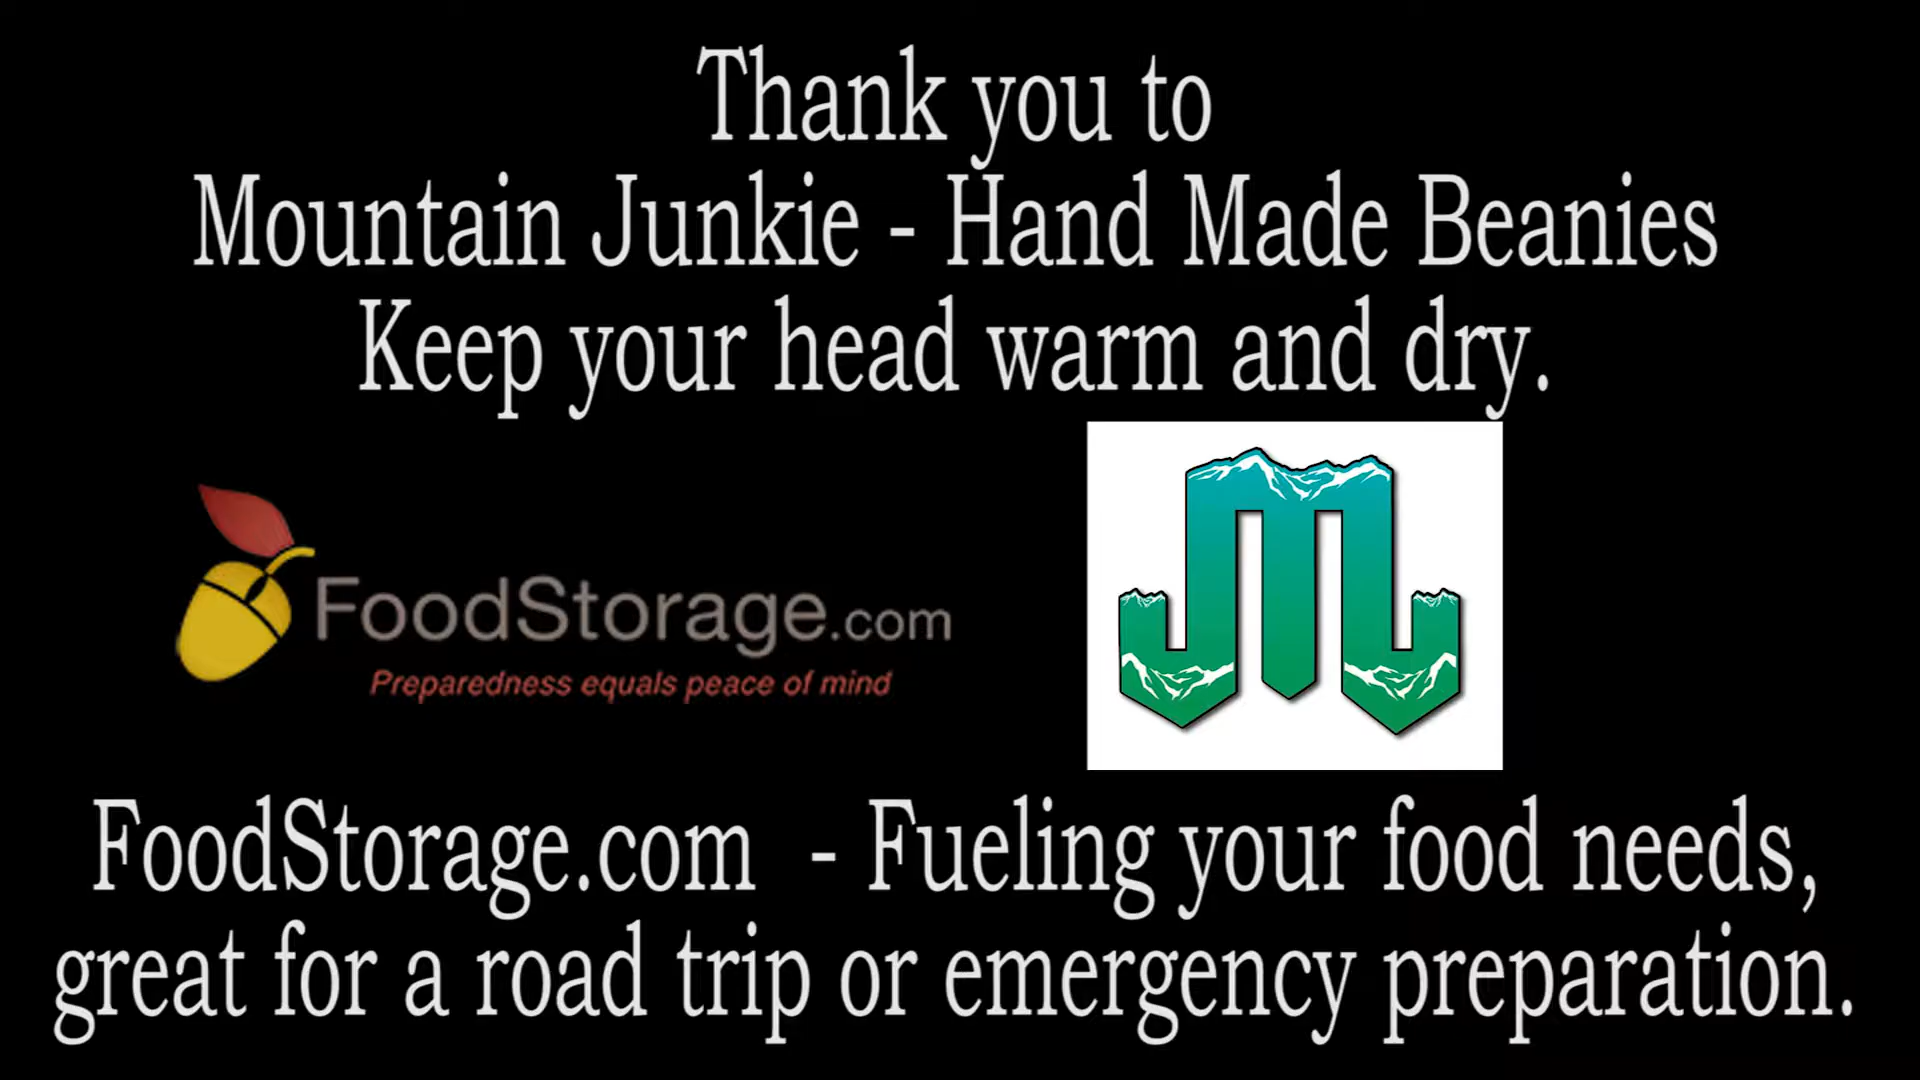 Thank you to
Mountain Junkie - Hand Made Beanies
Keep your head warm and dry.
FoodStorage.com
Preparedness equals peace of mind
FoodStorage.com - Fueling your food needs,
great for a road trip or emergency preparation.